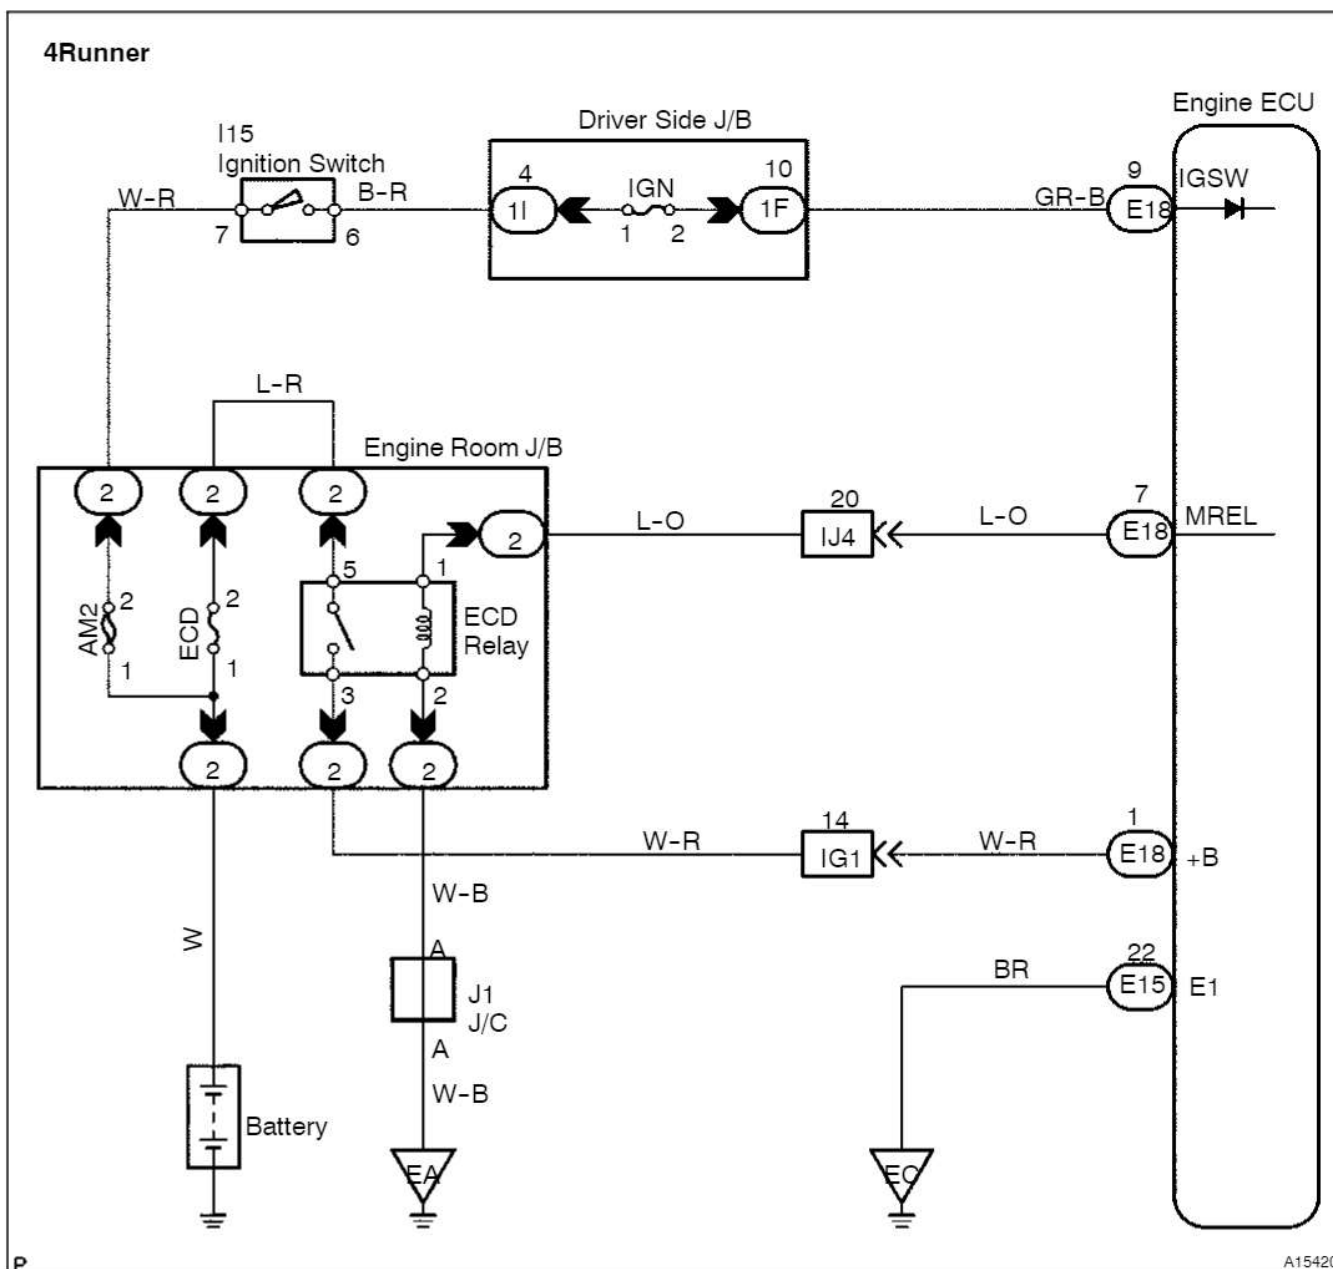 4Runner
Engine ECU
Driver Side J/B
I15
Ignition Switch
W-R
B-R
7
6
4
1I
IGN
1
2
10
1F
GR-B
9
E18
IGSW
L-R
Engine Room J/B
2
2
2
2
L-O
20
IJ4
L-O
7
E18
MREL
AM2
2
1
ECD
2
1
5
1
ECD
Relay
3
2
2
2
2
W-R
14
IG1
W-R
1
E18
+B
W
W-B
A
J1
J/C
A
W-B
BR
22
E15
E1
Battery
EA
P
A15420